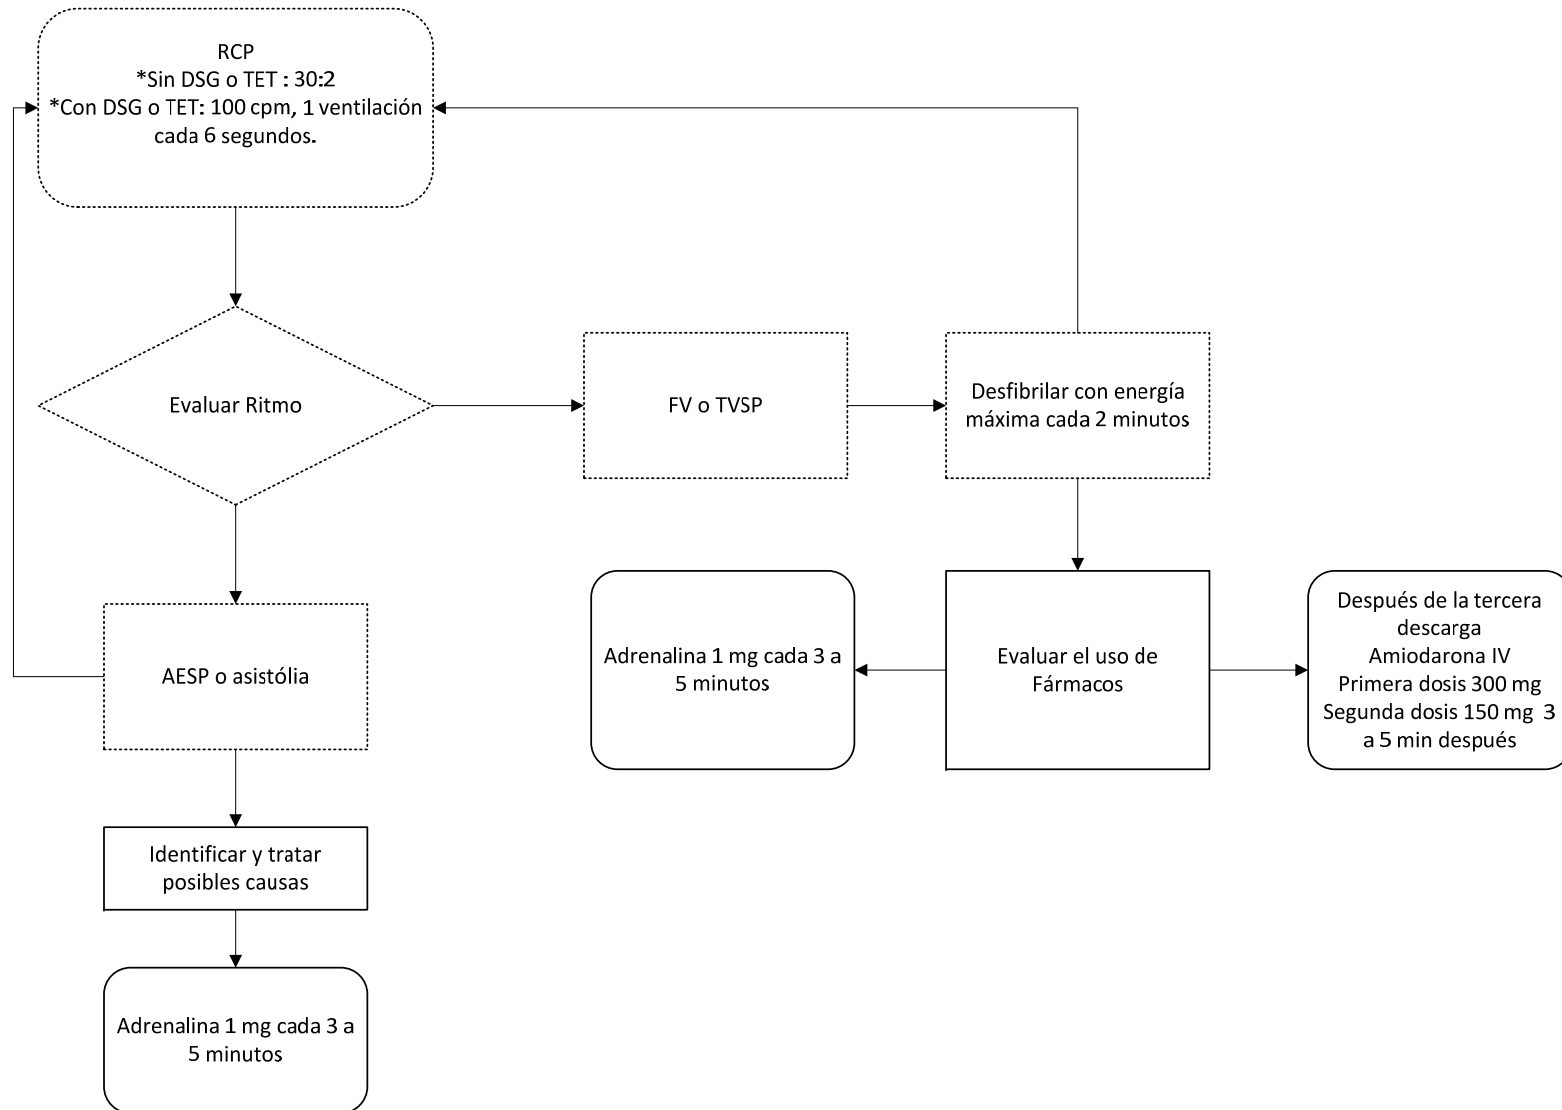 RCP
*Sin DSG o TET : 30:2
*Con DSG o TET: 100 cpm, 1 ventilación
cada 6 segundos.
Evaluar Ritmo
FV o TVSP
Desfibrilar con energía
máxima cada 2 minutos
AESP o asistólia
Adrenalina 1 mg cada 3 a
5 minutos
Evaluar el uso de
Fármacos
Después de la tercera
descarga
Amiodarona IV
Primera dosis 300 mg
Segunda dosis 150 mg 3
a 5 min después
Identificar y tratar
posibles causas
Adrenalina 1 mg cada 3 a
5 minutos